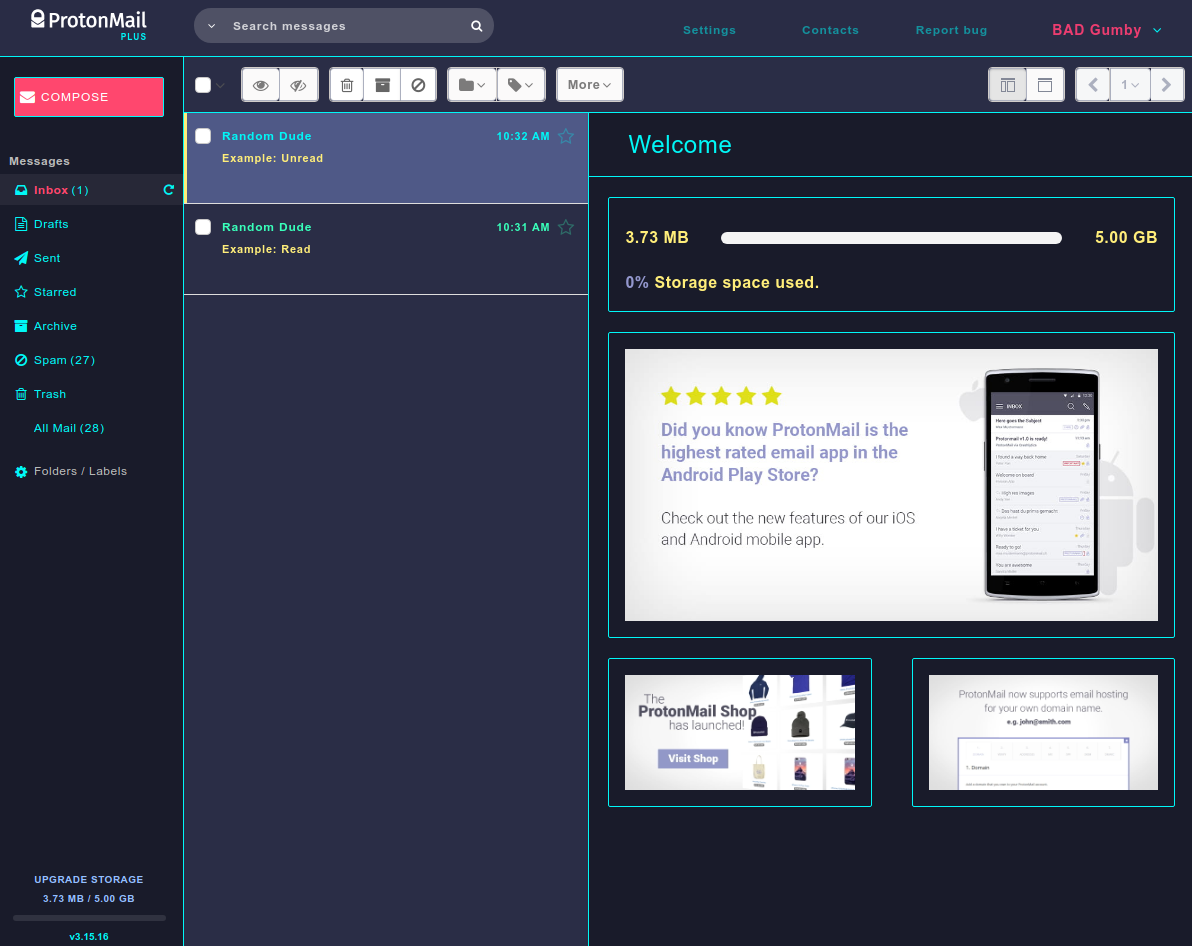 ProtonMail
PLUS
Search messages
Settings
Contacts
Report bug
BAD Gumby
COMPOSE
More
1
Messages
Inbox (1)
Drafts
Sent
Starred
Archive
Spam (27)
Trash
All Mail (28)
Folders / Labels
UPGRADE STORAGE
3.73 MB / 5.00 GB
v3.15.16
Random Dude
10:32 AM
Example: Unread
Random Dude
10:31 AM
Example: Read
Welcome
3.73 MB
5.00 GB
0% Storage space used.
Did you know ProtonMail is the
highest rated email app in the
Android Play Store?
Check out the new features of our iOS
and Android mobile app.
INBOX
Here goes the Subject
Protonmail v1.0 is ready!
I found a way back home
Welcome on board
High res images
I have a ticket for you
Ready to go!
You are awesome
The
ProtonMail Shop
has launched!
Visit Shop
ProtonMail now supports email hosting
for your own domain name.
e.g. john@smith.com
1. Domain